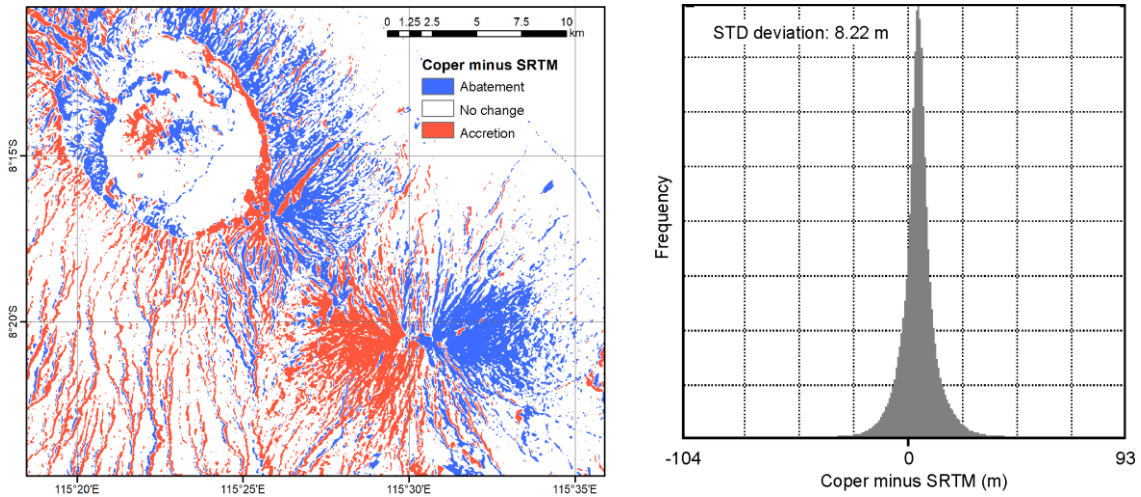 0 1.25 2.5 5 7.5 10
km
Coper minus SRTM
Abatement
No change
Accretion
8°15'S
8°20'S
115°20'E 115°25'E 115°30'E 115°35'E
STD deviation: 8.22 m
Frequency
-104 0 93
Coper minus SRTM (m)